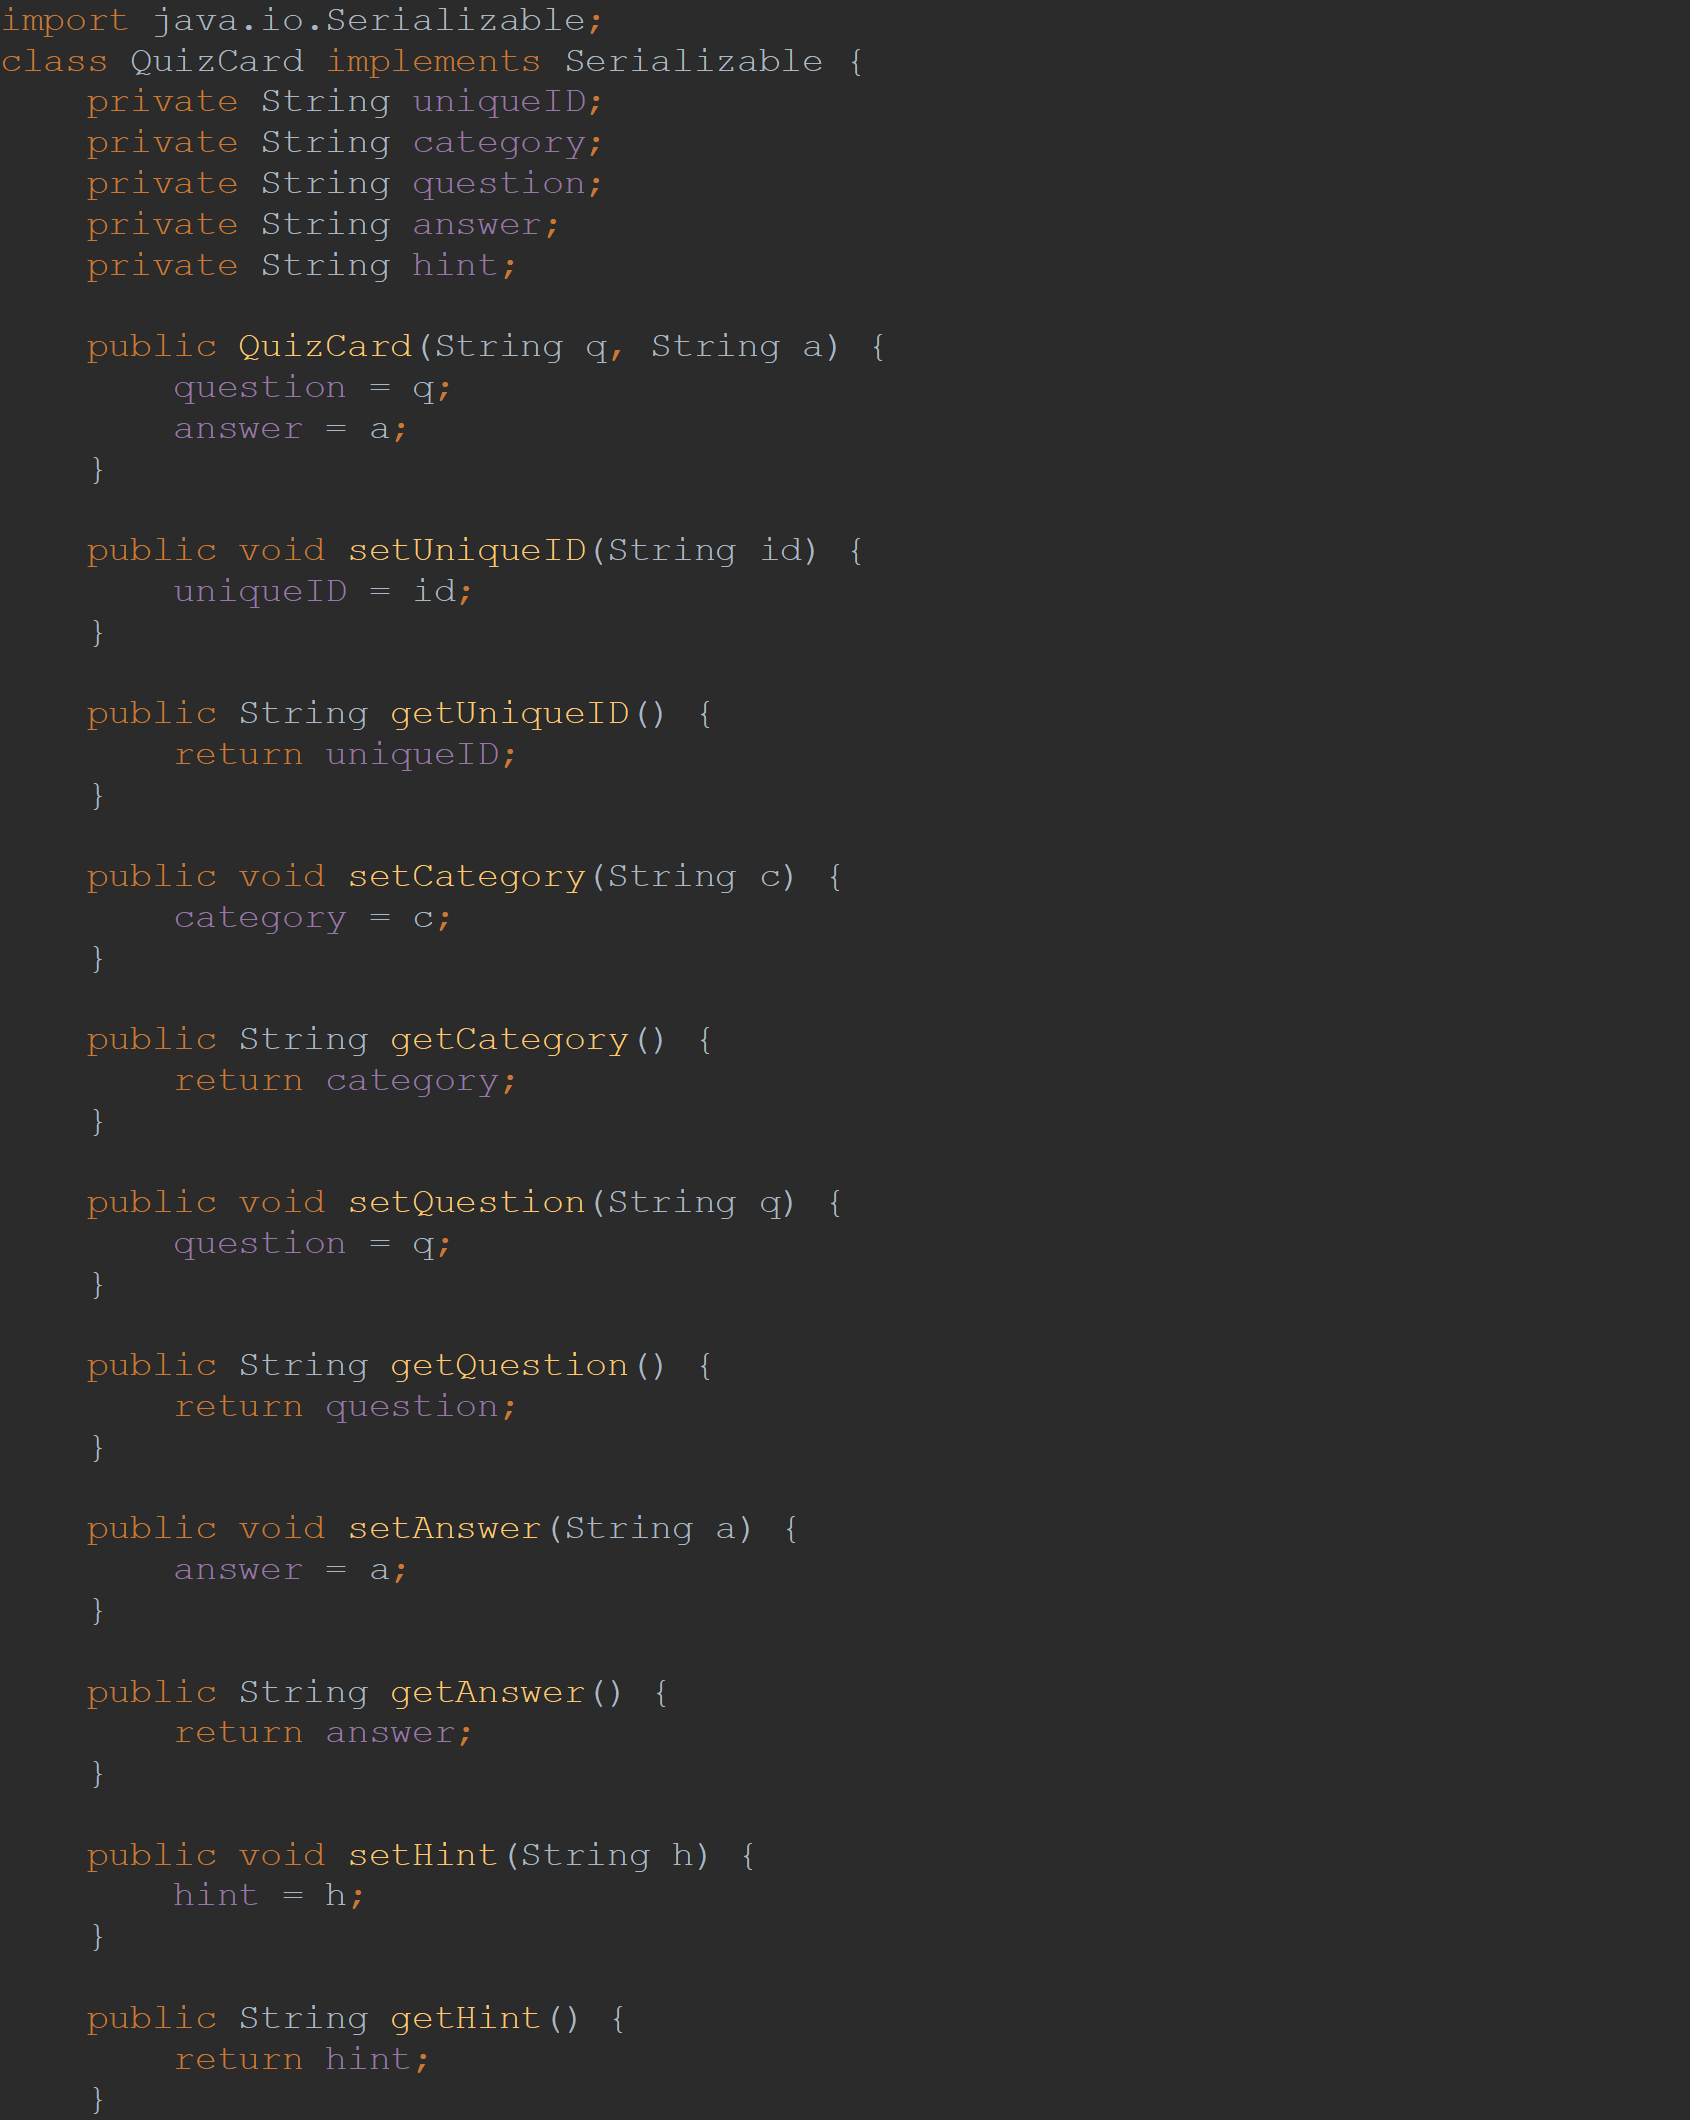 import java.io.Serializable;
class QuizCard implements Serializable {
    private String uniqueID;
    private String category;
    private String question;
    private String answer;
    private String hint;

    public QuizCard(String q, String a) {
        question = q;
        answer = a;
    }

    public void setUniqueID(String id) {
        uniqueID = id;
    }

    public String getUniqueID() {
        return uniqueID;
    }

    public void setCategory(String c) {
        category = c;
    }

    public String getCategory() {
        return category;
    }

    public void setQuestion(String q) {
        question = q;
    }

    public String getQuestion() {
        return question;
    }

    public void setAnswer(String a) {
        answer = a;
    }

    public String getAnswer() {
        return answer;
    }

    public void setHint(String h) {
        hint = h;
    }

    public String getHint() {
        return hint;
    }